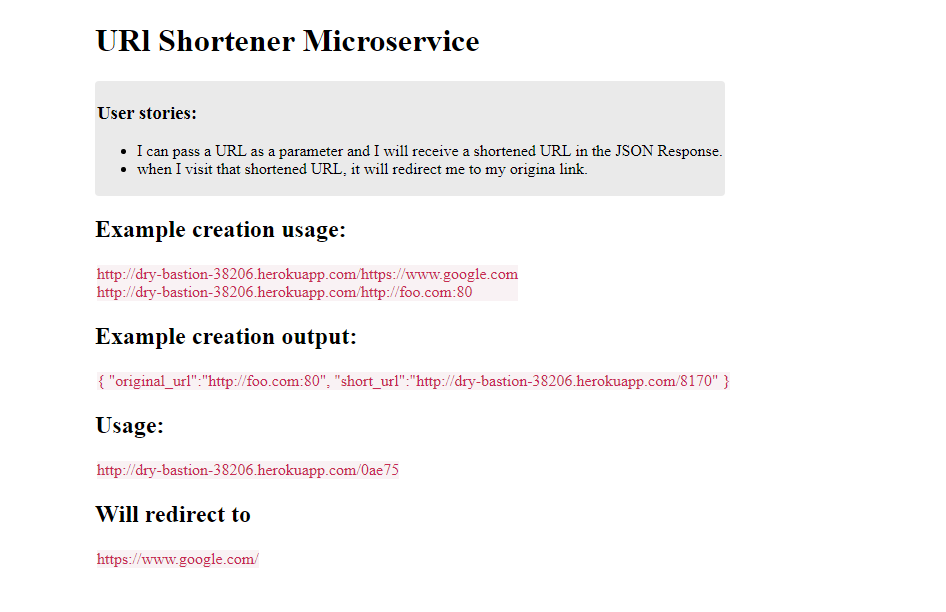 URl Shortener Microservice
User stories:
I can pass a URL as a parameter and I will receive a shortened URL in the JSON Response.
when I visit that shortened URL, it will redirect me to my origina link.
Example creation usage:
http://dry-bastion-38206.herokuapp.com/https://www.google.com
http://dry-bastion-38206.herokuapp.com/http://foo.com:80
Example creation output:
{ "original_url":"http://foo.com:80", "short_url":"http://dry-bastion-38206.herokuapp.com/8170" }
Usage:
http://dry-bastion-38206.herokuapp.com/0ae75
Will redirect to
https://www.google.com/